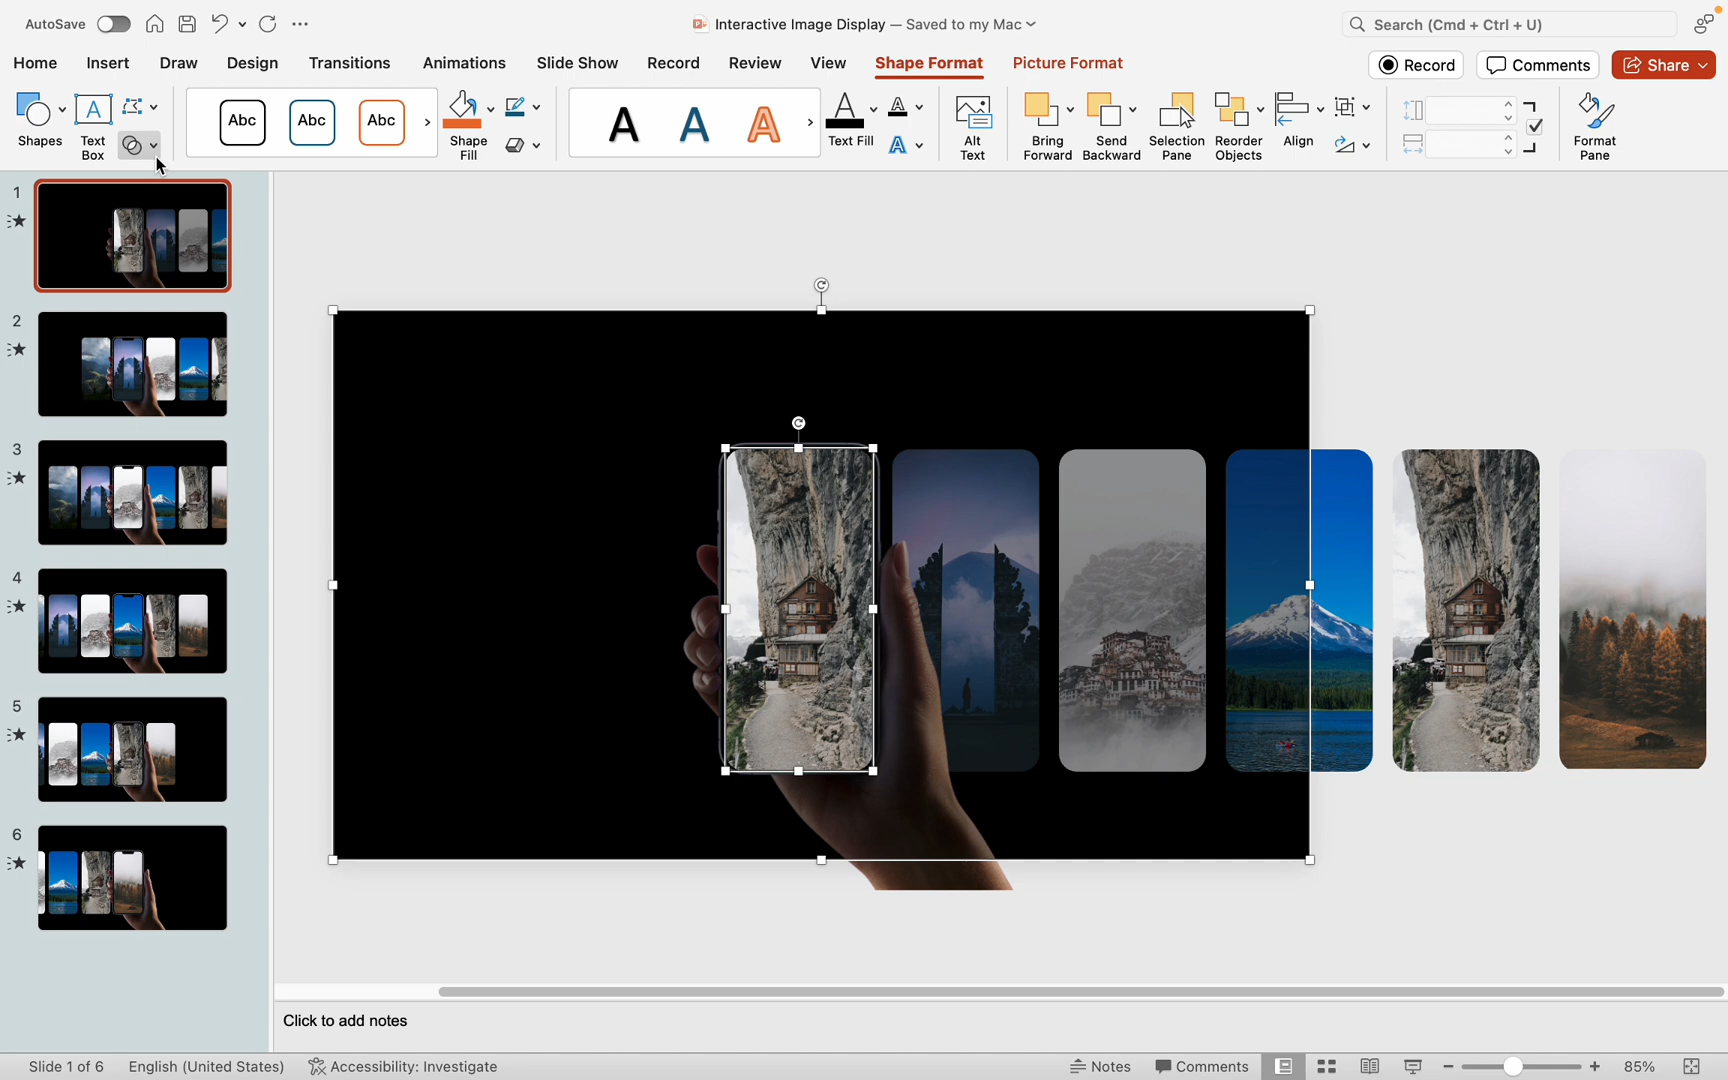 AutoSave
Interactive Image Display — Saved to my Mac
Search (Cmd + Ctrl + U)
Home Insert Draw Design Transitions Animations Slide Show Record Review View Shape Format Picture Format
Record
Comments
Share
Shapes
Text Box
Abc Abc Abc
Shape Fill
A A A
Text Fill
Alt Text
Bring Forward
Send Backward
Selection Pane
Reorder Objects
Align
Format Pane
1
2
3
4
5
6
Click to add notes
Slide 1 of 6
English (United States)
Accessibility: Investigate
Notes
Comments
85%